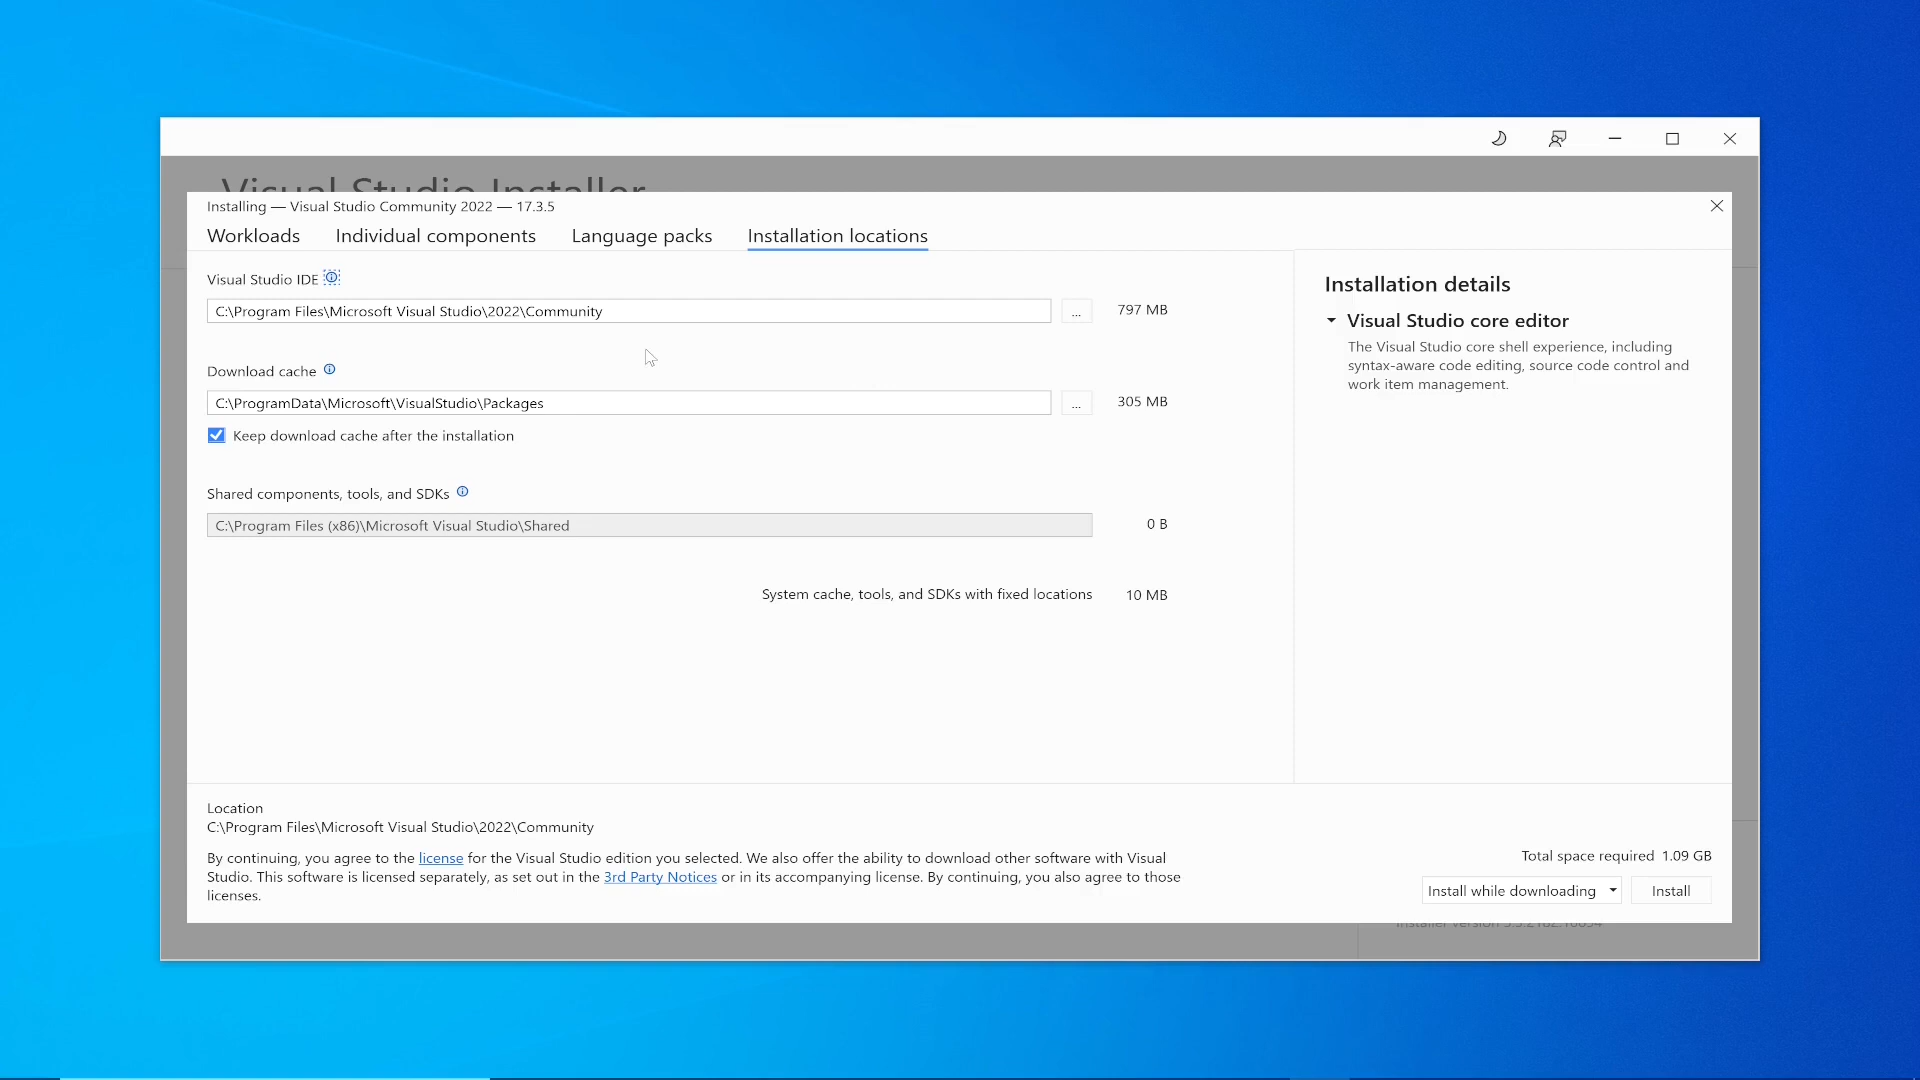 Visual Studio Installer
Installing — Visual Studio Community 2022 — 17.3.5
Workloads Individual components Language packs Installation locations
Visual Studio IDE
C:\Program Files\Microsoft Visual Studio\2022\Community ... 797 MB
Download cache
C:\ProgramData\Microsoft\VisualStudio\Packages ... 305 MB
Keep download cache after the installation
Shared components, tools, and SDKs
C:\Program Files (x86)\Microsoft Visual Studio\Shared 0 B
System cache, tools, and SDKs with fixed locations 10 MB
Installation details
Visual Studio core editor
The Visual Studio core shell experience, including
syntax-aware code editing, source code control and
work item management.
Location
C:\Program Files\Microsoft Visual Studio\2022\Community
By continuing, you agree to the license for the Visual Studio edition you selected. We also offer the ability to download other software with Visual
Studio. This software is licensed separately, as set out in the 3rd Party Notices or in its accompanying license. By continuing, you also agree to those
licenses.
Total space required 1.09 GB
Install while downloading Install
Installer version